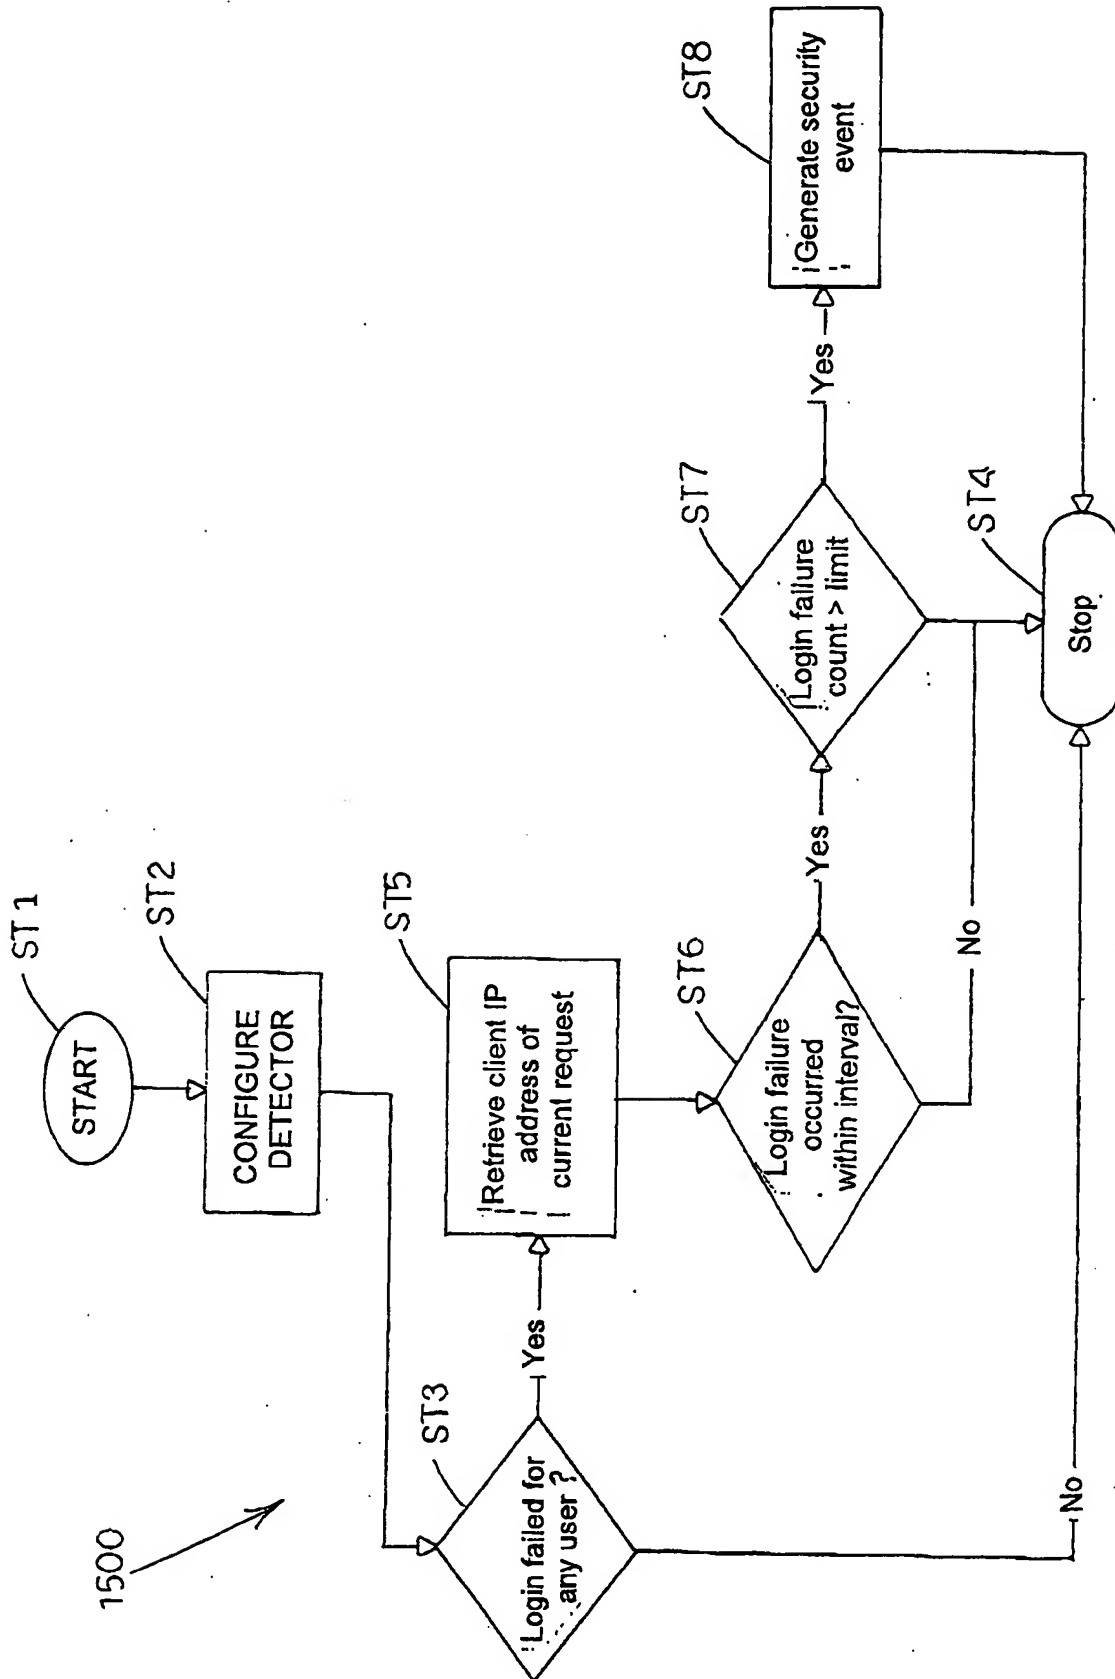 1500
ST1
START
ST2
CONFIGURE
DETECTOR
ST3
Login failed for
any user ?
Yes
No
ST5
Retrieve client IP
address of
current request
ST6
Login failure
occurred
within interval?
Yes
No
ST7
Login failure
count > limit
Yes
ST8
Generate security
event
ST4
Stop